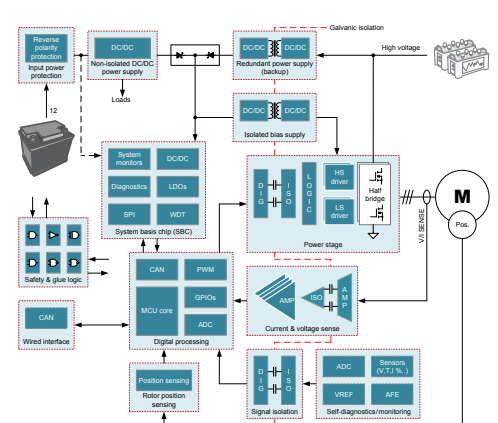 Galvanic isolation
Reverse
polarity
protection
Input power
protection
DC/DC
Non-isolated DC/DC
power supply
DC/DC
DC/DC
Redundant power supply
(backup)
High voltage
12
Loads
DC/DC
DC/DC
Isolated bias supply
System
monitors
DC/DC
Diagnostics
LDOs
SPI
WDT
System basis chip (SBC)
DIG
ISO
LOGIC
HS
driver
LS
driver
Half
bridge
Power stage
M
Pos.
V/I SENSE
Safety & glue logic
CAN
PWM
MCU core
GPIOs
ADC
Digital processing
AMP
ISO
AMP
Current & voltage sense
CAN
Wired interface
Position sensing
Rotor position
sensing
DIG
ISO
Signal isolation
ADC
Sensors
(V,T,I %..)
VREF
AFE
Self-diagnostics/monitoring